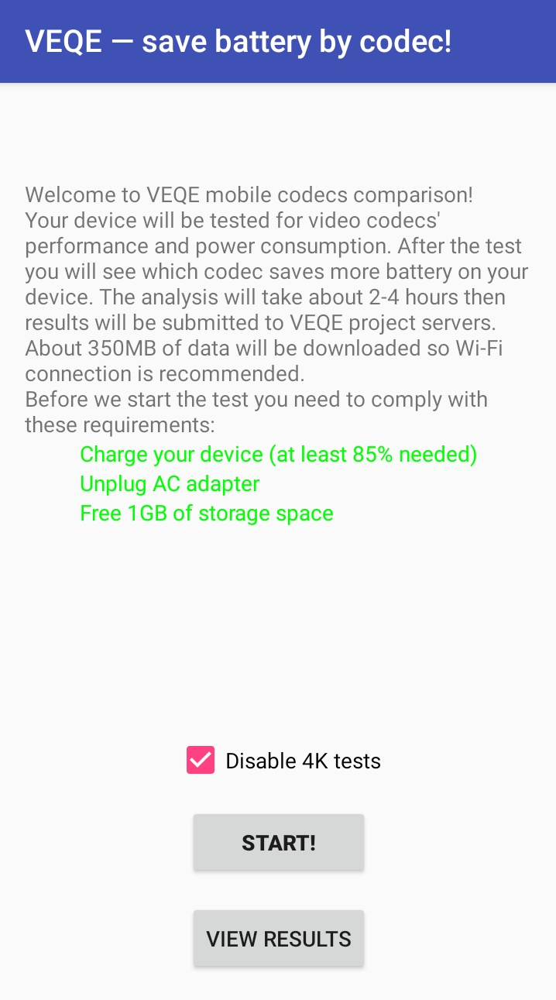 VEQE — save battery by codec!
Welcome to VEQE mobile codecs comparison!
Your device will be tested for video codecs'
performance and power consumption. After the test
you will see which codec saves more battery on your
device. The analysis will take about 2-4 hours then
results will be submitted to VEQE project servers.
About 350MB of data will be downloaded so Wi-Fi
connection is recommended.
Before we start the test you need to comply with
these requirements:
Charge your device (at least 85% needed)
Unplug AC adapter
Free 1GB of storage space
Disable 4K tests
START!
VIEW RESULTS